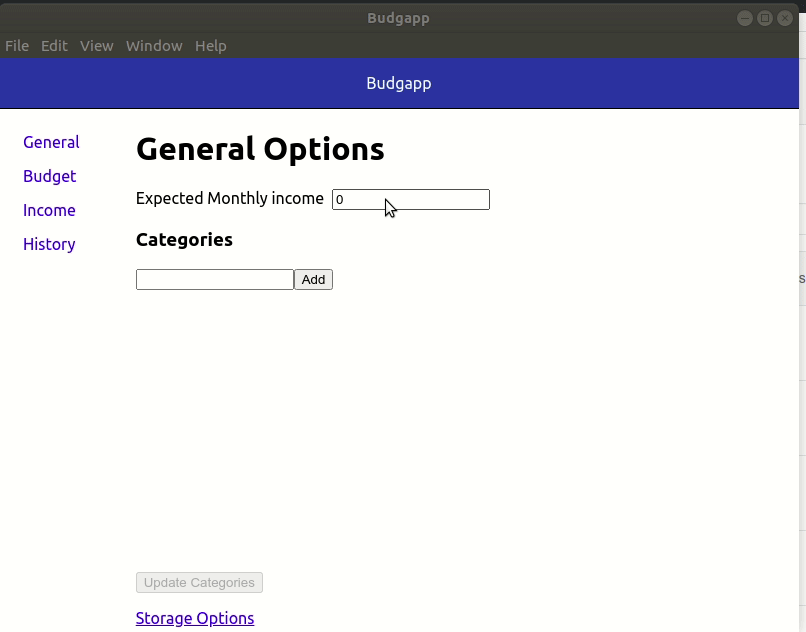 Budgapp
File Edit View Window Help
Budgapp
General
Budget
Income
History
General Options
Expected Monthly income 0
Categories
Add
Update Categories
Storage Options
s